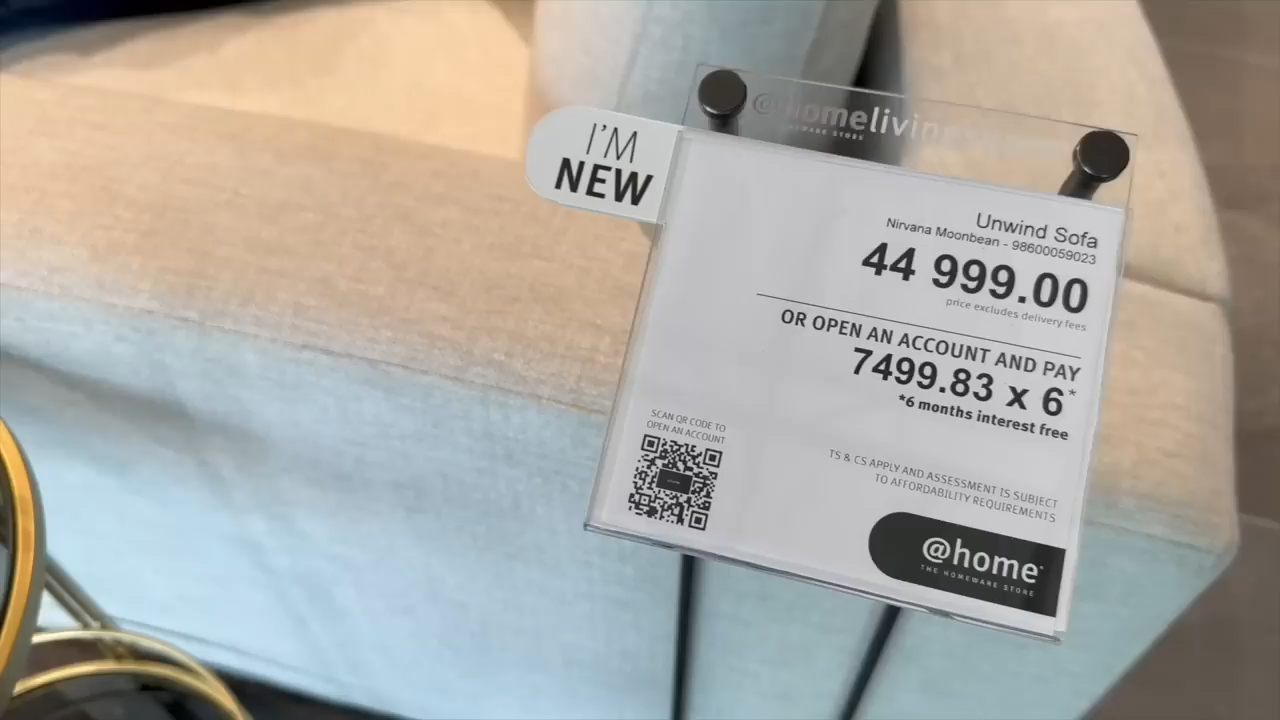 @homeliving
HOMEWARE STORE
I'M
NEW
Unwind Sofa
Nirvana Moonbean - 98600059023
44 999.00
price excludes delivery fees
OR OPEN AN ACCOUNT AND PAY
7499.83 x 6*
*6 months interest free
SCAN QR CODE TO
OPEN AN ACCOUNT
TS & CS APPLY AND ASSESSMENT IS SUBJECT
TO AFFORDABILITY REQUIREMENTS
@home
THE HOMEWARE STORE